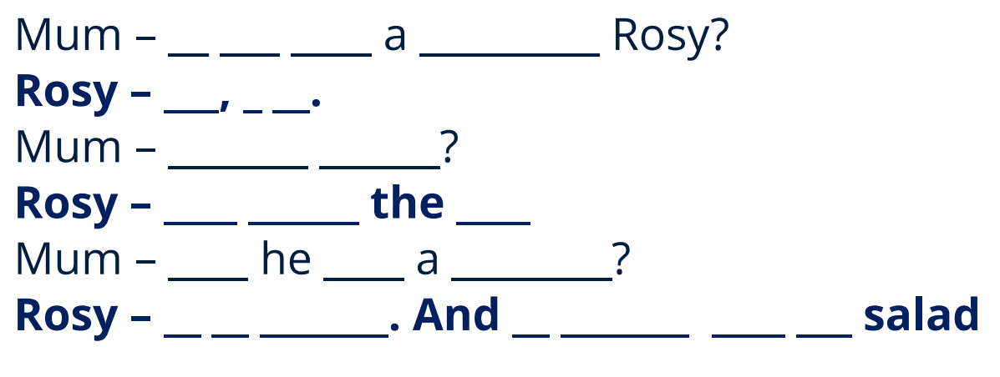 Mum – __ ___ ____ a _________ Rosy?
Rosy – ___, _ __.
Mum – _______ ______?
Rosy – ____ ______ the ____
Mum – ____ he ____ a ________?
Rosy – __ __ _______. And __ _______ ____ ___ salad